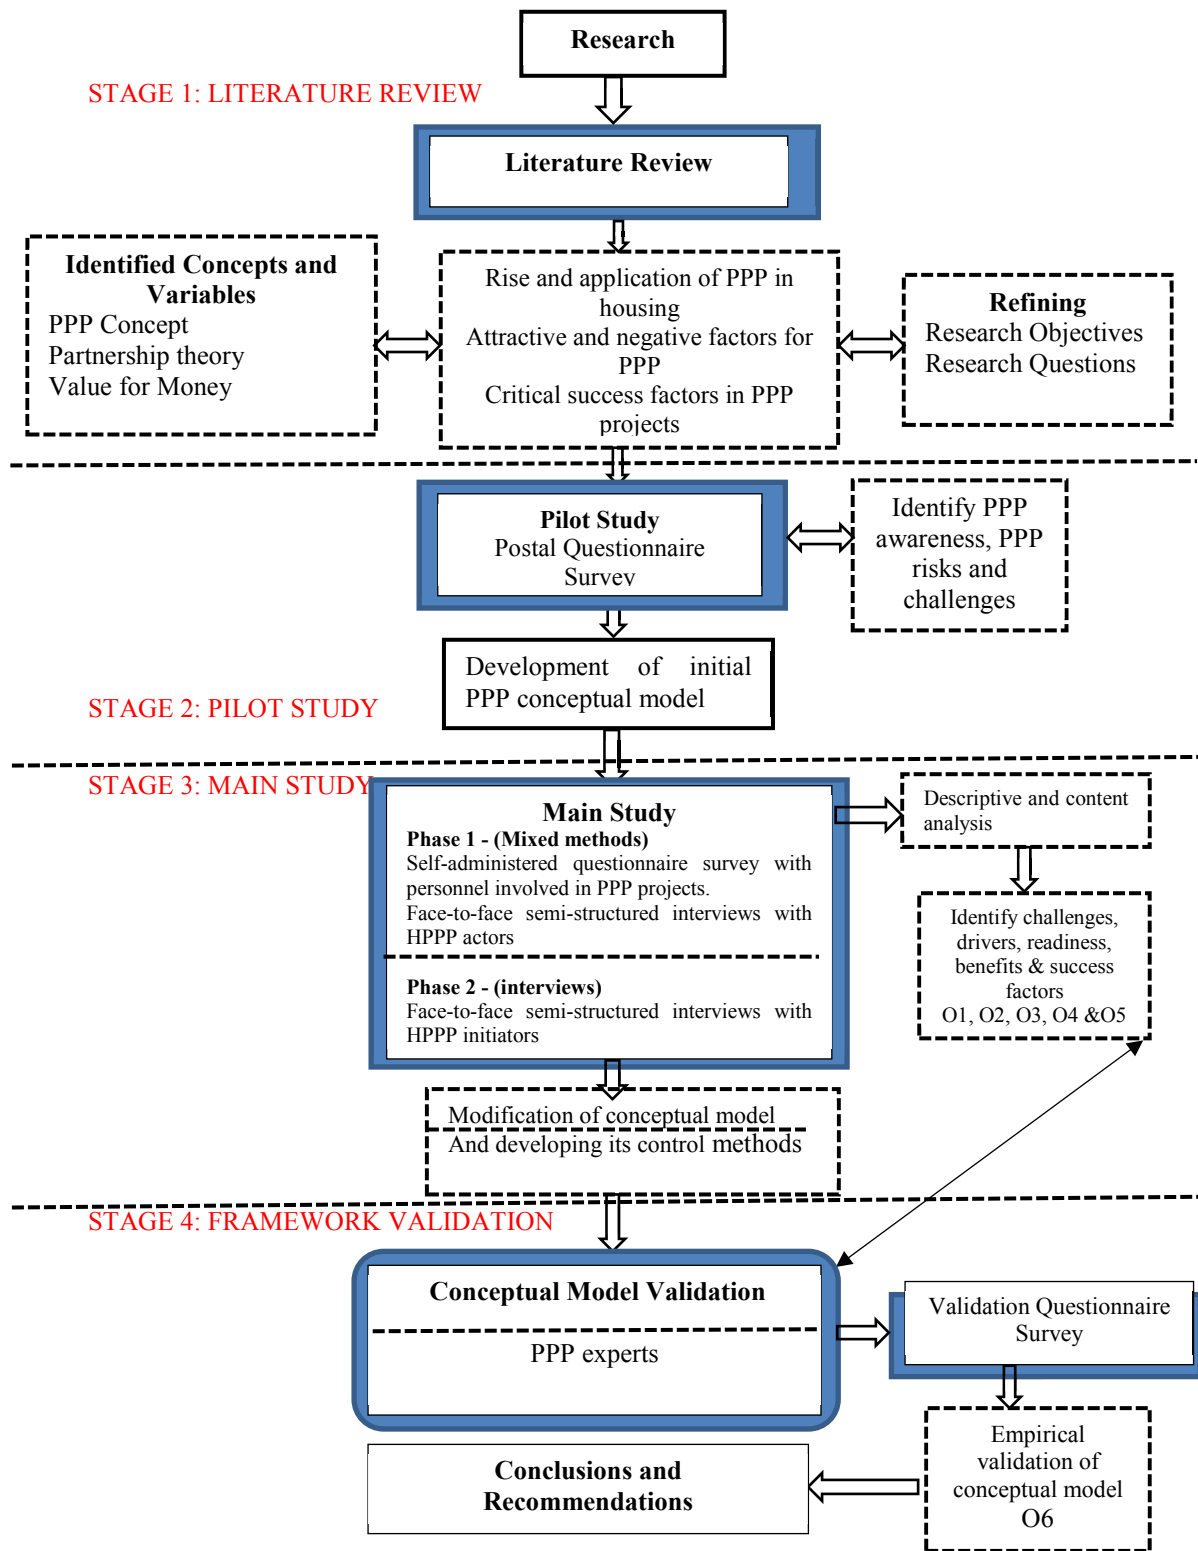 Research
STAGE 1: LITERATURE REVIEW
Literature Review
Identified Concepts and
Variables
PPP Concept
Partnership theory
Value for Money
Rise and application of PPP in
housing
Attractive and negative factors for
PPP
Critical success factors in PPP
projects
Refining
Research Objectives
Research Questions
Pilot Study
Postal Questionnaire
Survey
Identify PPP
awareness, PPP
risks and
challenges
Development of initial
PPP conceptual model
STAGE 2: PILOT STUDY
STAGE 3: MAIN STUDY
Main Study
Phase 1 - (Mixed methods)
Self-administered questionnaire survey with
personnel involved in PPP projects.
Face-to-face semi-structured interviews with
HPPP actors
Phase 2 - (interviews)
Face-to-face semi-structured interviews with
HPPP initiators
Descriptive and content
analysis
Identify challenges,
drivers, readiness,
benefits & success
factors
O1, O2, O3, O4 &O5
Modification of conceptual model
And developing its control methods
STAGE 4: FRAMEWORK VALIDATION
Conceptual Model Validation
PPP experts
Validation Questionnaire
Survey
Empirical
validation of
conceptual model
O6
Conclusions and
Recommendations